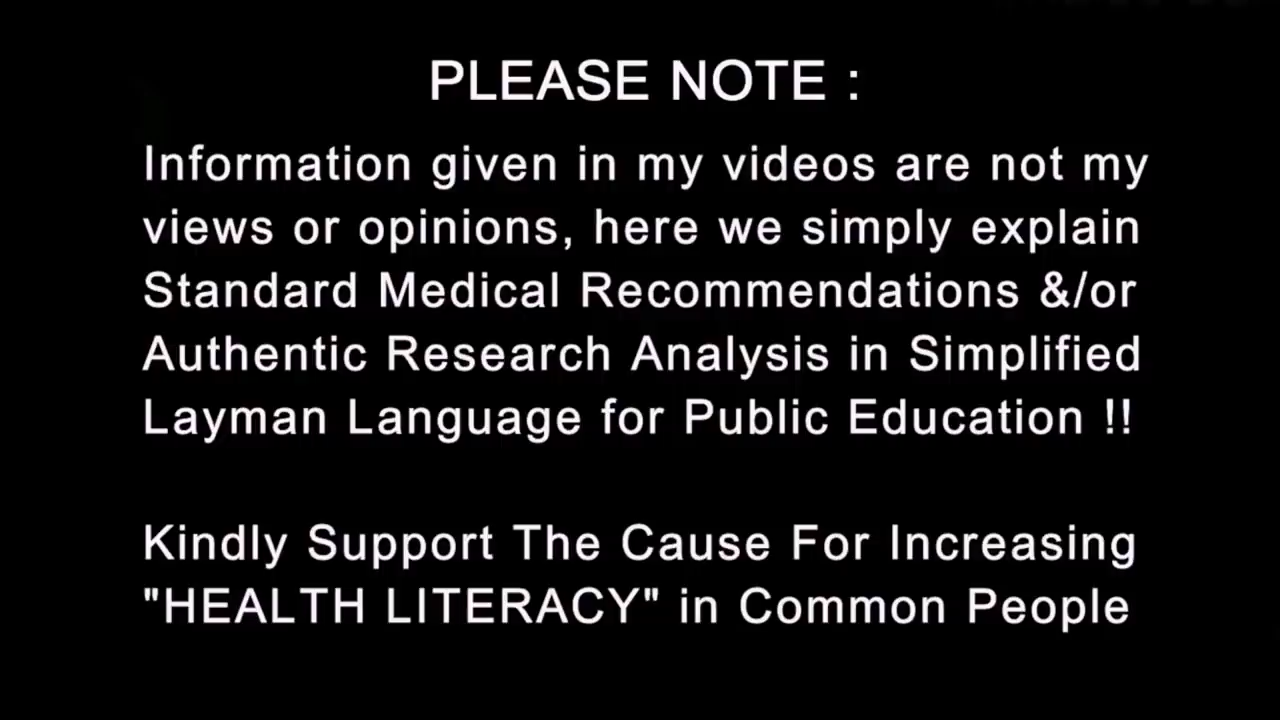 PLEASE NOTE :
Information given in my videos are not my
views or opinions, here we simply explain
Standard Medical Recommendations &/or
Authentic Research Analysis in Simplified
Layman Language for Public Education !!
Kindly Support The Cause For Increasing
"HEALTH LITERACY" in Common People